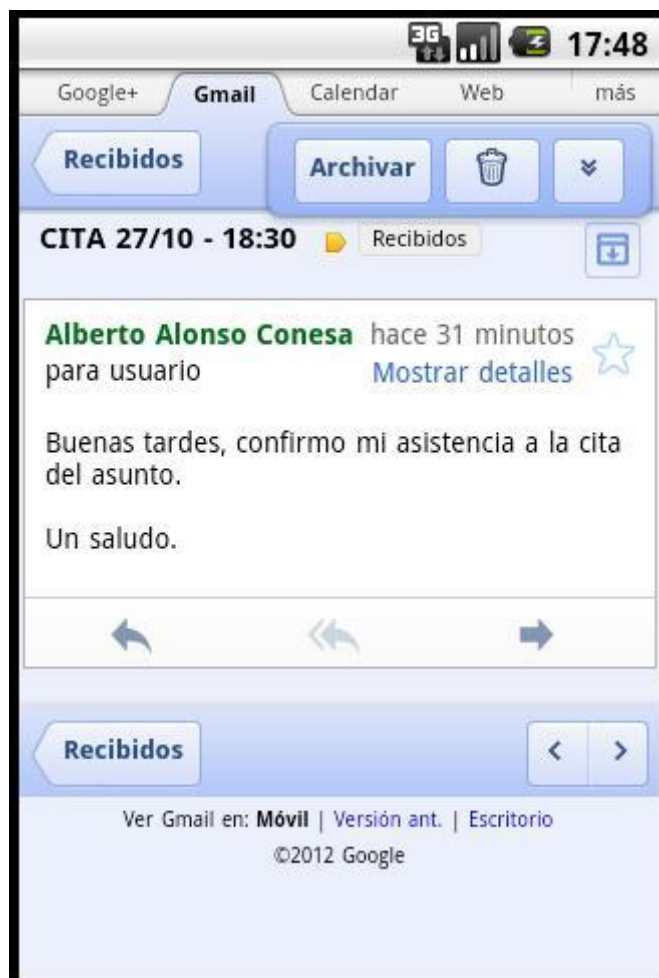 3G 17:48
Google+ Gmail Calendar Web más
Recibidos Archivar
CITA 27/10 - 18:30 Recibidos
Alberto Alonso Conesa hace 31 minutos
para usuario Mostrar detalles
Buenas tardes, confirmo mi asistencia a la cita
del asunto.
Un saludo.
Recibidos
Ver Gmail en: Móvil | Versión ant. | Escritorio
©2012 Google